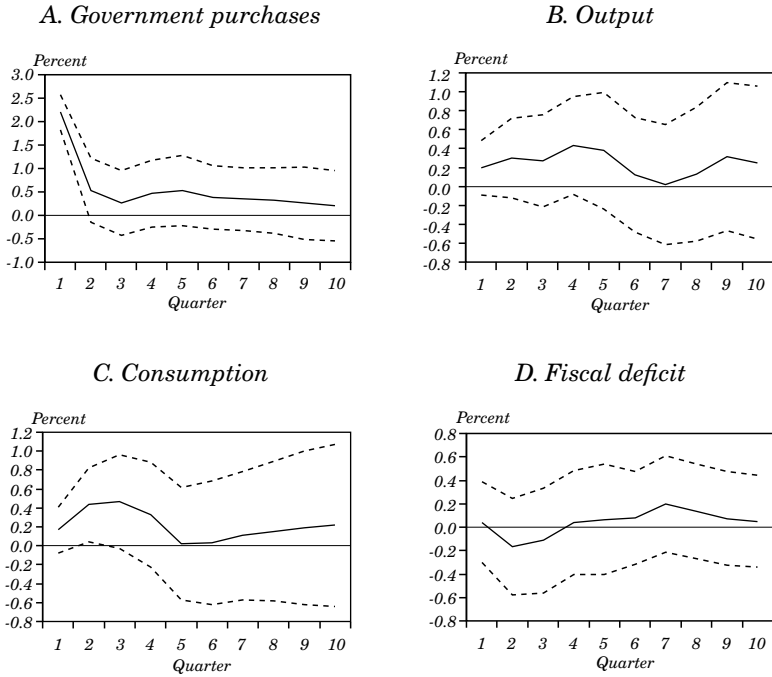 A. Government purchases
Percent
3.0
2.5
2.0
1.5
1.0
0.5
0.0
-0.5
-1.0
1 2 3 4 5 6 7 8 9 10
Quarter
B. Output
1.2
1.0
0.8
0.6
0.4
0.2
0.0
-0.2
-0.4
-0.6
-0.8
Percent
1 2 3 4 5 6 7 8 9 10
Quarter
C. Consumption
Percent
1.2
1.0
0.8
0.6
0.4
0.2
0.0
-0.2
-0.4
-0.6
-0.8
1 2 3 4 5 6 7 8 9 10
Quarter
D. Fiscal deficit
Percent
0.8
0.6
0.4
0.2
0.0
-0.2
-0.4
-0.6
-0.8
1 2 3 4 5 6 7 8 9 10
Quarter